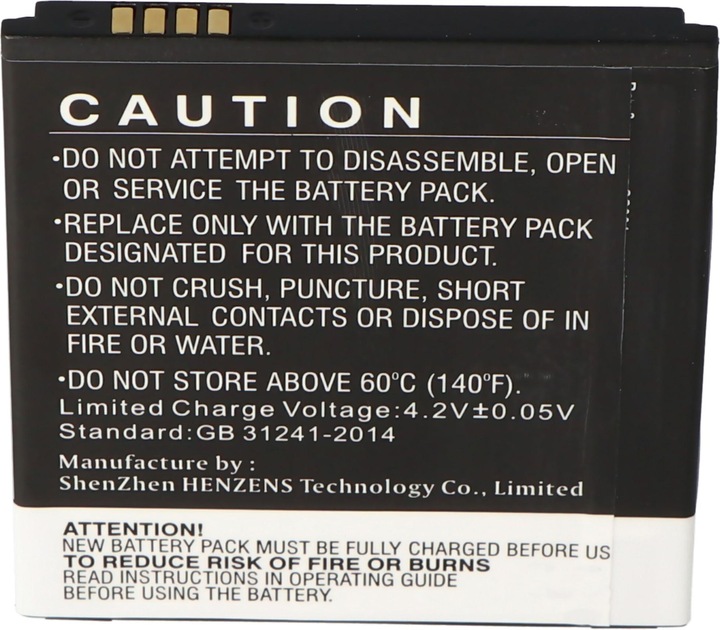 CAUTION
·DO NOT ATTEMPT TO DISASSEMBLE, OPEN
OR SERVICE THE BATTERY PACK.
·REPLACE ONLY WITH THE BATTERY PACK
DESIGNATED FOR THIS PRODUCT.
·DO NOT CRUSH, PUNCTURE, SHORT
EXTERNAL CONTACTS OR DISPOSE OF IN
FIRE OR WATER.
·DO NOT STORE ABOVE 60°C (140°F).
Limited Charge Voltage:4.2V±0.05V
Standard:GB 31241-2014
Manufacture by :
ShenZhen HENZENS Technology Co., Limited
ATTENTION!
NEW BATTERY PACK MUST BE FULLY CHARGED BEFORE US
TO REDUCE RISK OF FIRE OR BURNS
READ INSTRUCTIONS IN OPERATING GUIDE
BEFORE USING THE BATTERY.